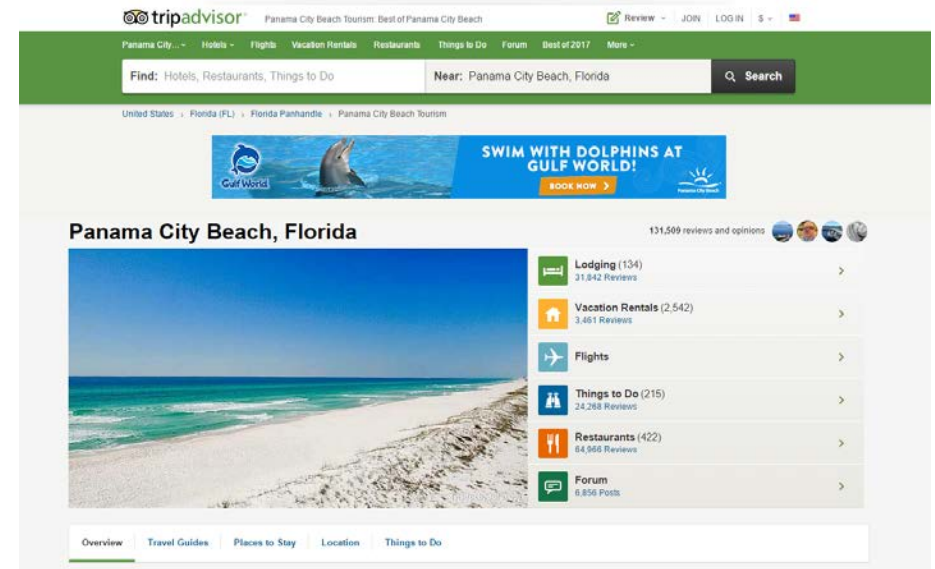 tripadvisor
Panama City Beach Tourism: Best of Panama City Beach
Review
JOIN
LOG IN
$
Panama City...
Hotels
Flights
Vacation Rentals
Restaurants
Things to Do
Forum
Best of 2017
More
Find: Hotels, Restaurants, Things to Do
Near: Panama City Beach, Florida
Search
United States › Florida (FL) › Florida Panhandle › Panama City Beach Tourism
Gulf World
SWIM WITH DOLPHINS AT
GULF WORLD!
BOOK NOW
Panama City Beach
Panama City Beach, Florida
131,509 reviews and opinions
Lodging (134)
31,842 Reviews
Vacation Rentals (2,542)
3,461 Reviews
Flights
Things to Do (215)
24,268 Reviews
Restaurants (422)
64,966 Reviews
Forum
6,856 Posts
Overview
Travel Guides
Places to Stay
Location
Things to Do